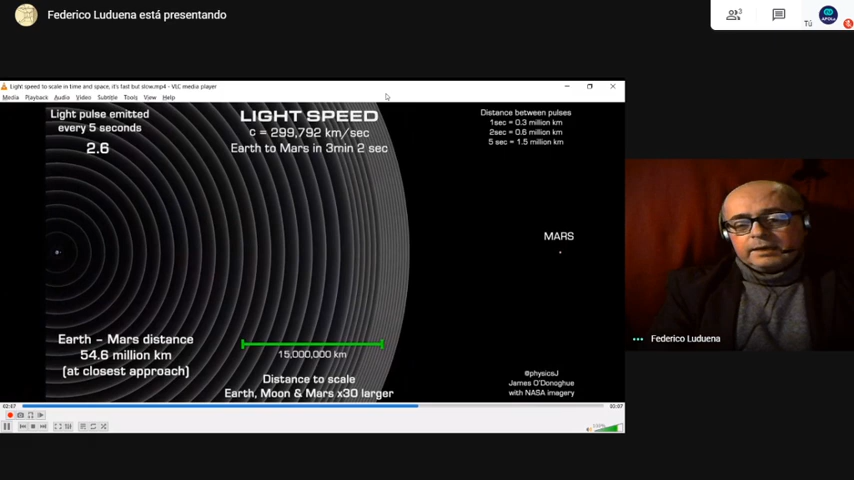 Federico Luduena está presentando
3
Tú
APOLa
Light speed to scale in time and space, it's fast but slow.mp4 - VLC media player
Media Playback Audio Video Subtitle Tools View Help
Light pulse emitted
every 5 seconds
2.6
LIGHT SPEED
c = 299,792 km/sec
Earth to Mars in 3min 2 sec
Distance between pulses
1sec = 0.3 million km
2sec = 0.6 million km
5 sec = 1.5 million km
MARS
Earth – Mars distance
54.6 million km
(at closest approach)
15,000,000 km
Distance to scale
Earth, Moon & Mars x30 larger
@physicsJ
James O'Donoghue
with NASA imagery
Federico Luduena
02:07
03:07